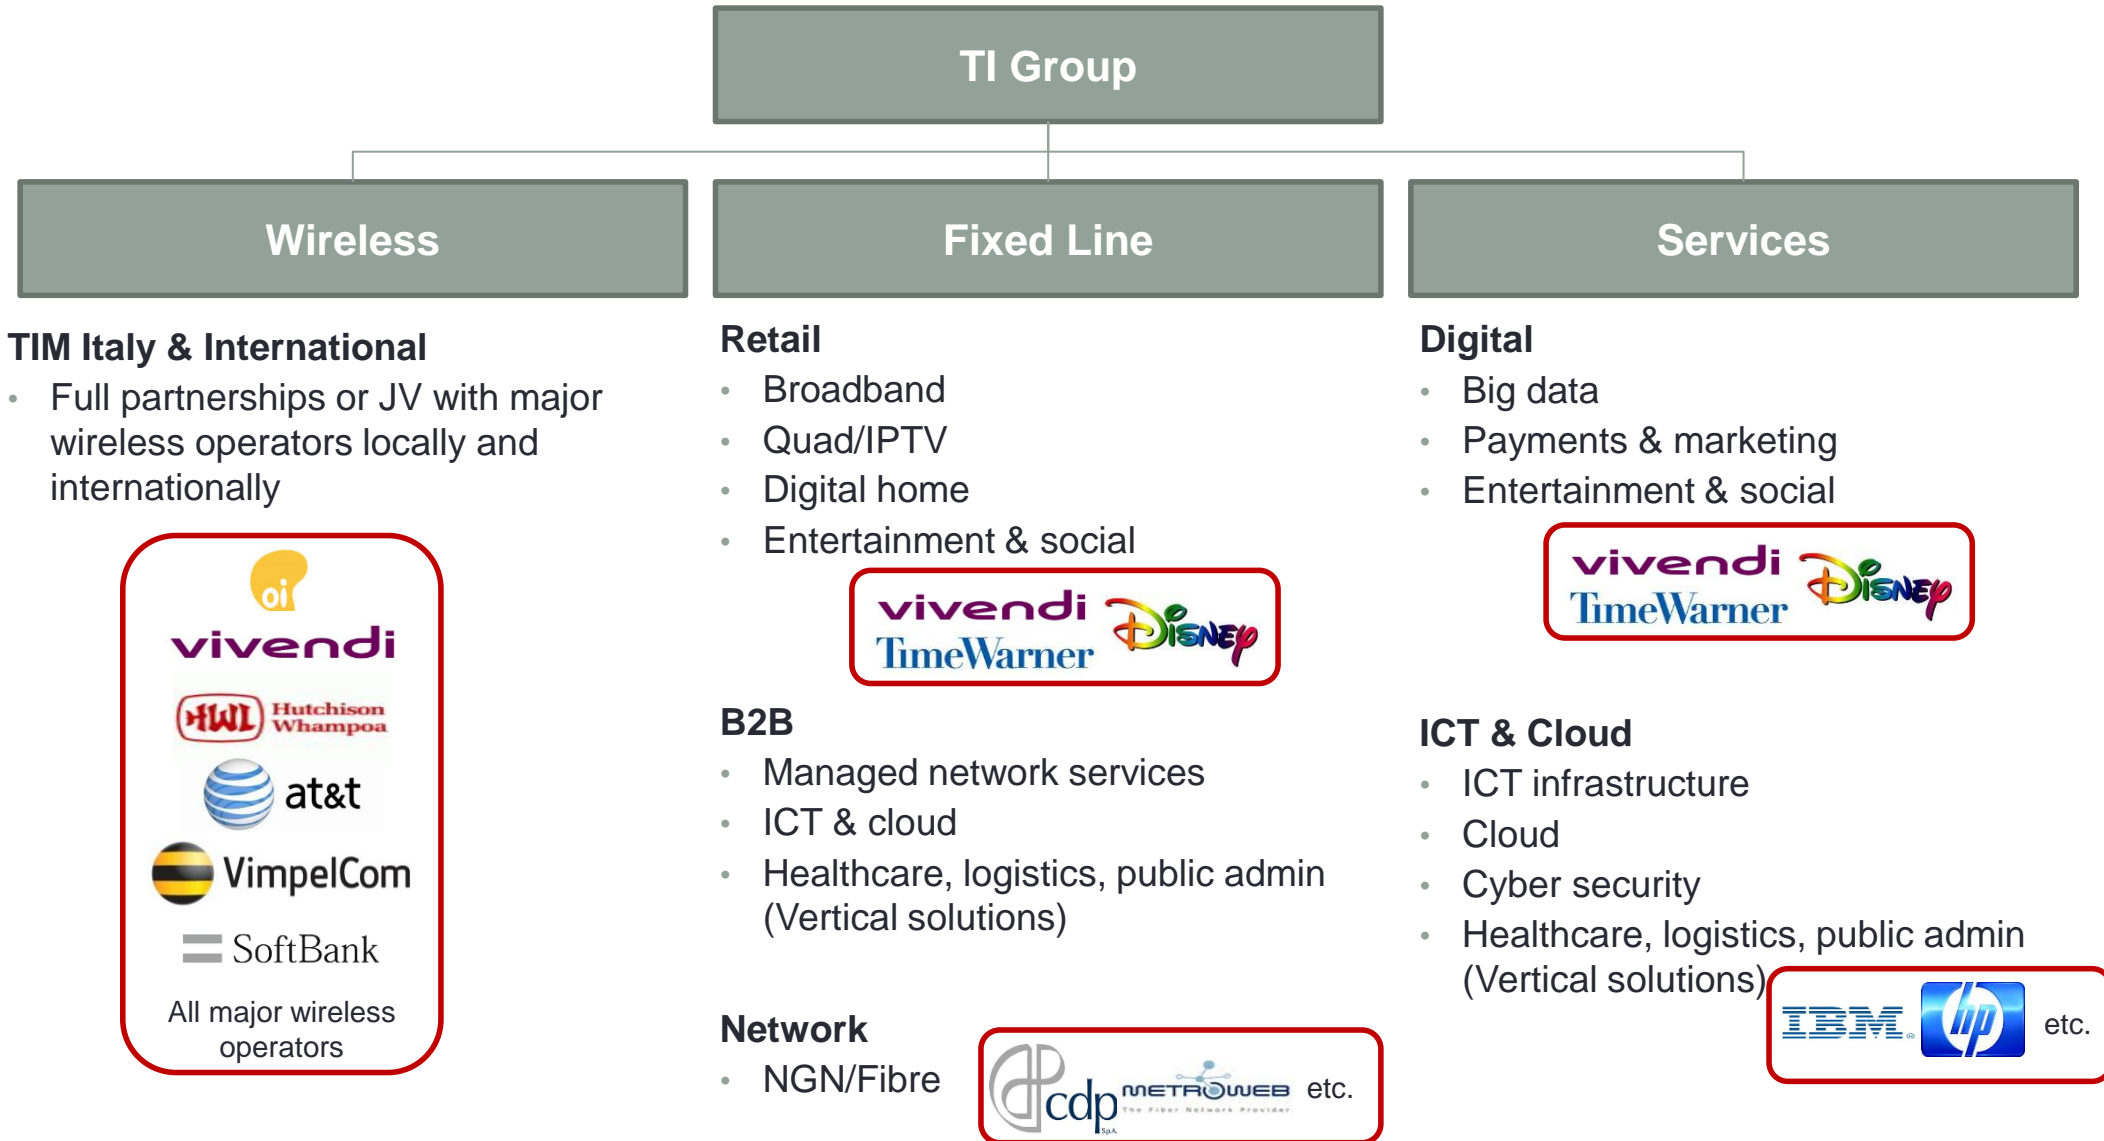 TI Group
Wireless
Fixed Line
Services
TIM Italy & International
• Full partnerships or JV with major
wireless operators locally and
internationally
oi
vivendi
HWL Hutchison
Whampoa
at&t
VimpelCom
SoftBank
All major wireless
operators
Retail
• Broadband
• Quad/IPTV
• Digital home
• Entertainment & social
vivendi
TimeWarner
Disney
B2B
• Managed network services
• ICT & cloud
• Healthcare, logistics, public admin
(Vertical solutions)
Network
• NGN/Fibre
cdp
S.p.A.
METROWEB
The Fiber Network Provider
etc.
Digital
• Big data
• Payments & marketing
• Entertainment & social
vivendi
TimeWarner
Disney
ICT & Cloud
• ICT infrastructure
• Cloud
• Cyber security
• Healthcare, logistics, public admin
(Vertical solutions)
IBM®
hp
etc.